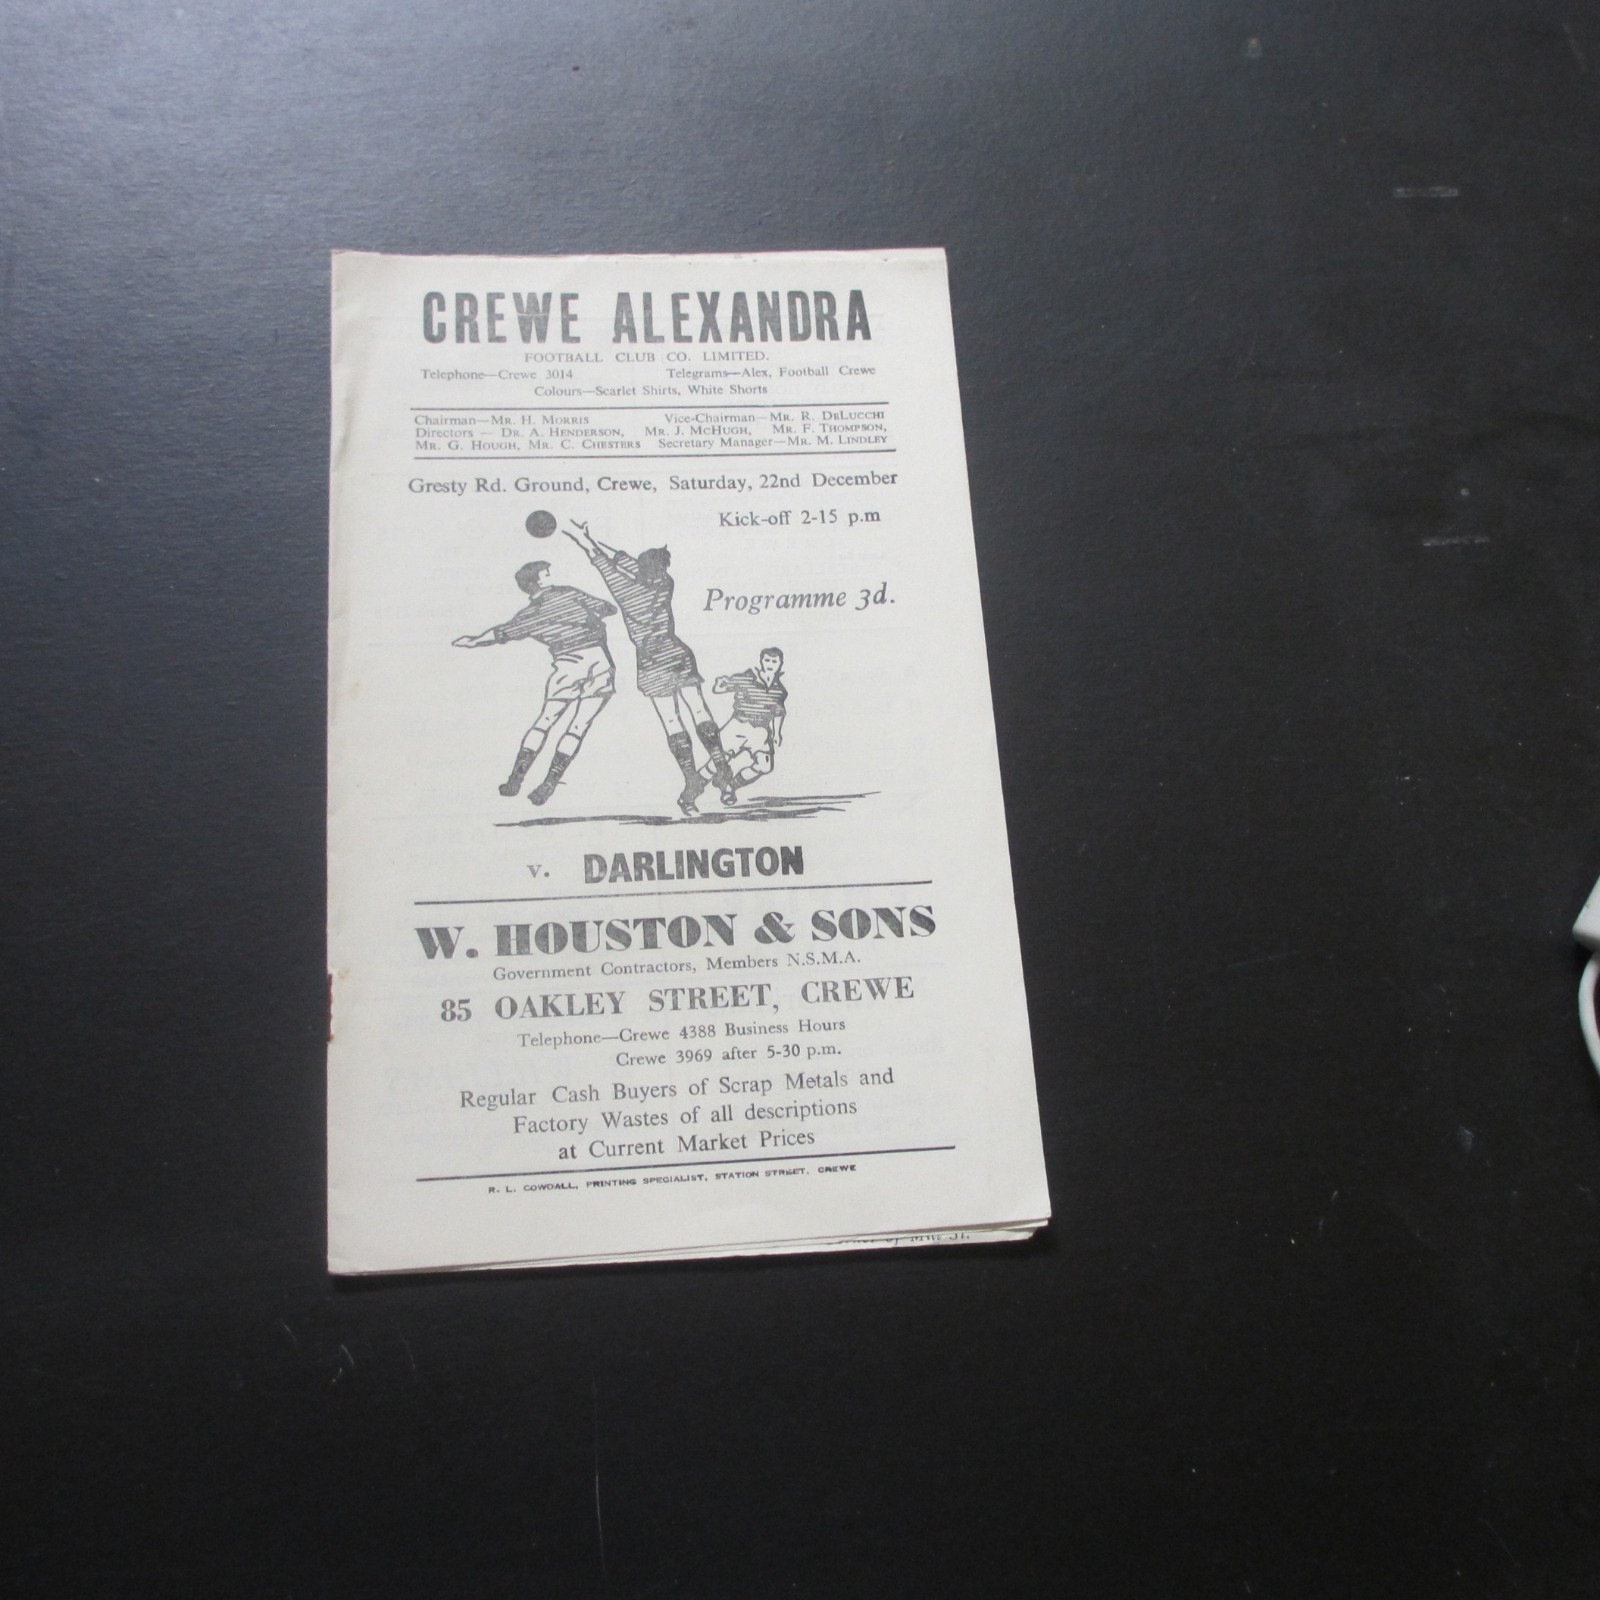 CREWE ALEXANDRA
FOOTBALL CLUB CO. LIMITED.
Telephone—Crewe 3014 Telegrams—Alex, Football Crewe
Colours—Scarlet Shirts, White Shorts
Chairman—Mr. H. Morris Vice-Chairman—Mr. R. DeLucchi
Directors — Dr. A. Henderson, Mr. J. McHugh, Mr. F. Thompson,
Mr. G. Hough, Mr. C. Chesters Secretary Manager—Mr. M. Lindley
Gresty Rd. Ground, Crewe, Saturday, 22nd December
Kick-off 2-15 p.m
Programme 3d.
v. DARLINGTON
W. HOUSTON & SONS
Government Contractors, Members N.S.M.A.
85 OAKLEY STREET, CREWE
Telephone—Crewe 4388 Business Hours
Crewe 3969 after 5-30 p.m.
Regular Cash Buyers of Scrap Metals and
Factory Wastes of all descriptions
at Current Market Prices
R. L. COWDALL, PRINTING SPECIALIST, STATION STREET, CREWE